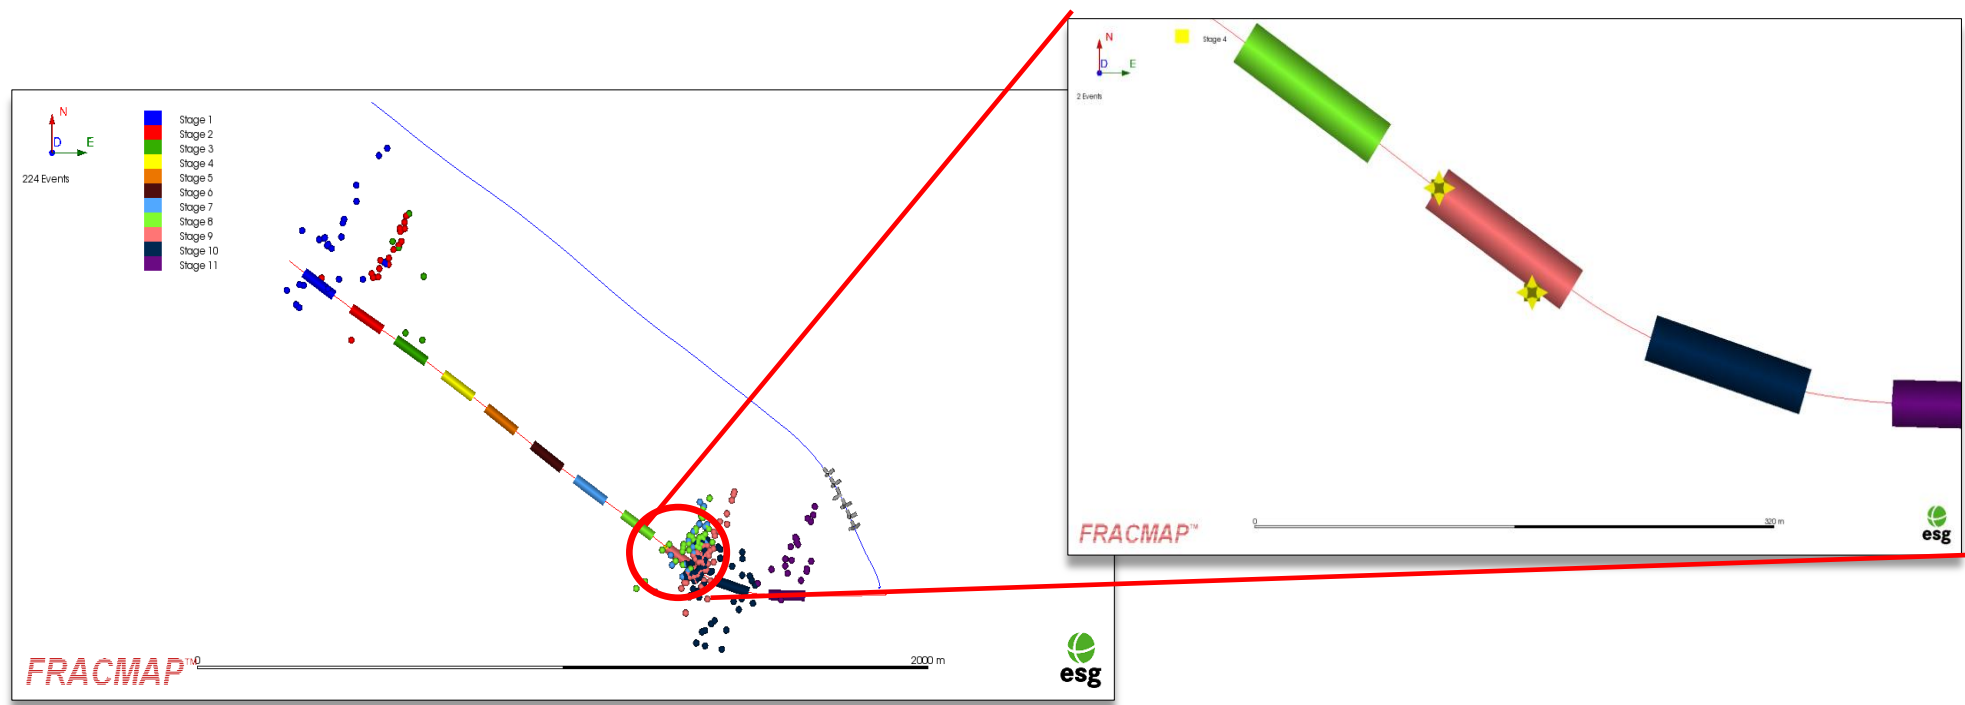 N
D E
224 Events
Stage 1
Stage 2
Stage 3
Stage 4
Stage 5
Stage 6
Stage 7
Stage 8
Stage 9
Stage 10
Stage 11
FRACMAP™
0 2000 m
esg
N
D E
2 Events
Stage 4
FRACMAP™
0 320 m
esg